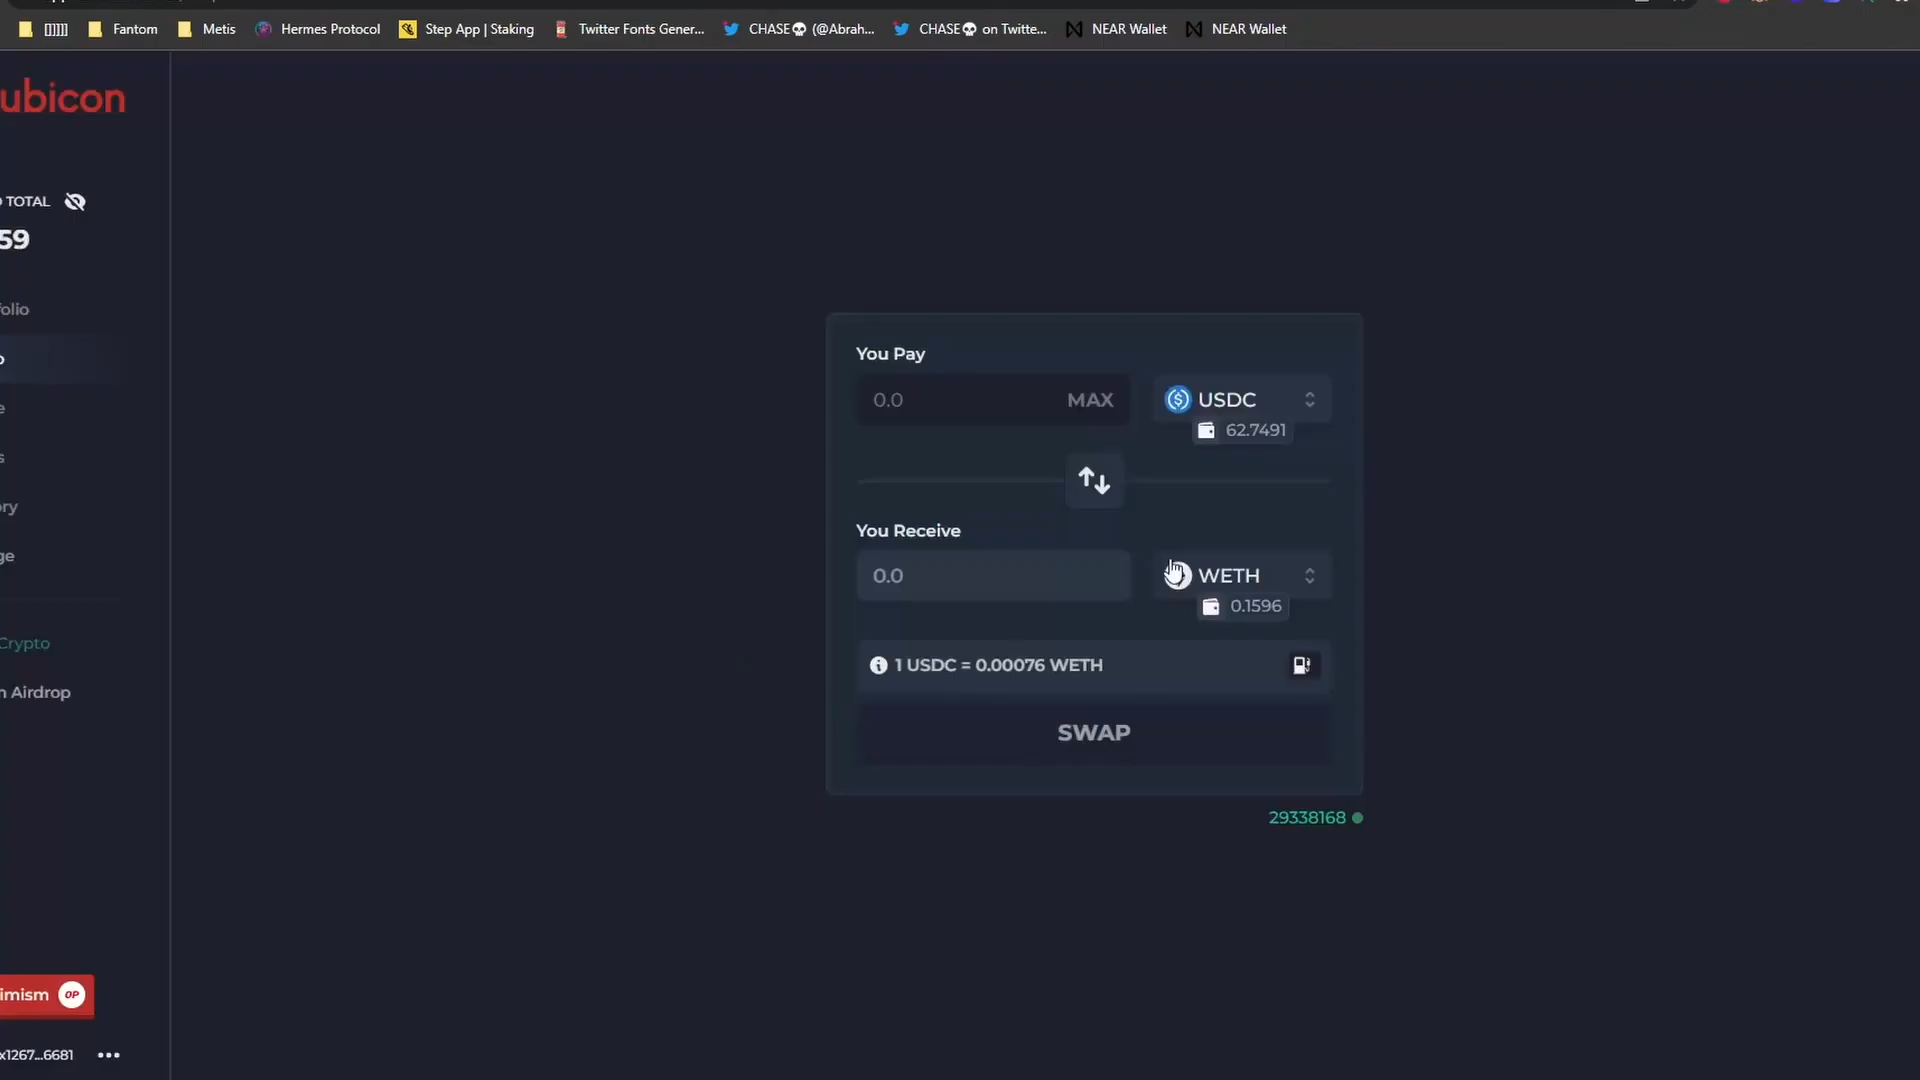 []]]]]
Fantom
Metis
Hermes Protocol
Step App | Staking
Twitter Fonts Gener...
CHASE💀 (@Abrah...
CHASE💀 on Twitte...
NEAR Wallet
NEAR Wallet
ubicon
TOTAL
59
folio
o
e
s
ory
ge
Crypto
n Airdrop
You Pay
0.0 MAX USDC
62.7491
You Receive
0.0 WETH
0.1596
1 USDC = 0.00076 WETH
SWAP
29338168
imism OP
x1267...6681